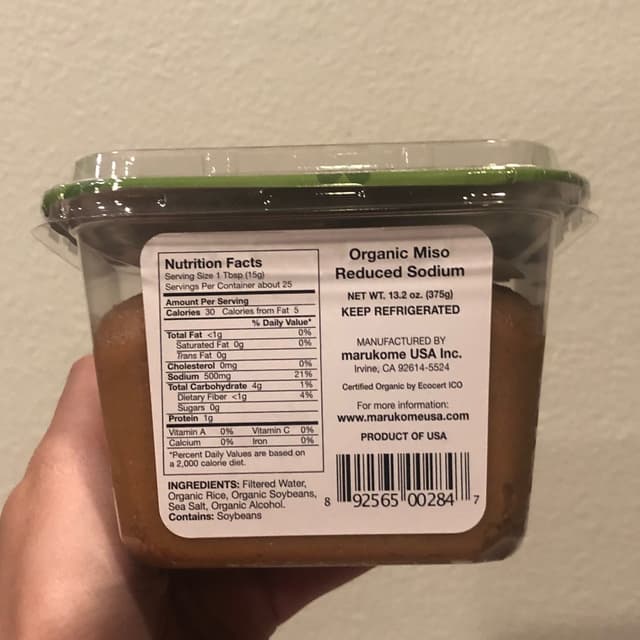 Nutrition Facts
Serving Size 1 Tbsp (15g)
Servings Per Container about 25
Amount Per Serving
Calories 30 Calories from Fat 5
% Daily Value*
Total Fat <1g 0%
Saturated Fat 0g 0%
Trans Fat 0g
Cholesterol 0mg 0%
Sodium 500mg 21%
Total Carbohydrate 4g 1%
Dietary Fiber <1g 4%
Sugars 0g
Protein 1g
Vitamin A 0% Vitamin C 0%
Calcium 0% Iron 0%
*Percent Daily Values are based on
a 2,000 calorie diet.
INGREDIENTS: Filtered Water,
Organic Rice, Organic Soybeans,
Sea Salt, Organic Alcohol.
Contains: Soybeans
Organic Miso
Reduced Sodium
NET WT. 13.2 oz. (375g)
KEEP REFRIGERATED
MANUFACTURED BY
marukome USA Inc.
Irvine, CA 92614-5524
Certified Organic by Ecocert ICO
For more information:
www.marukomeusa.com
PRODUCT OF USA
8 92565 00284 7